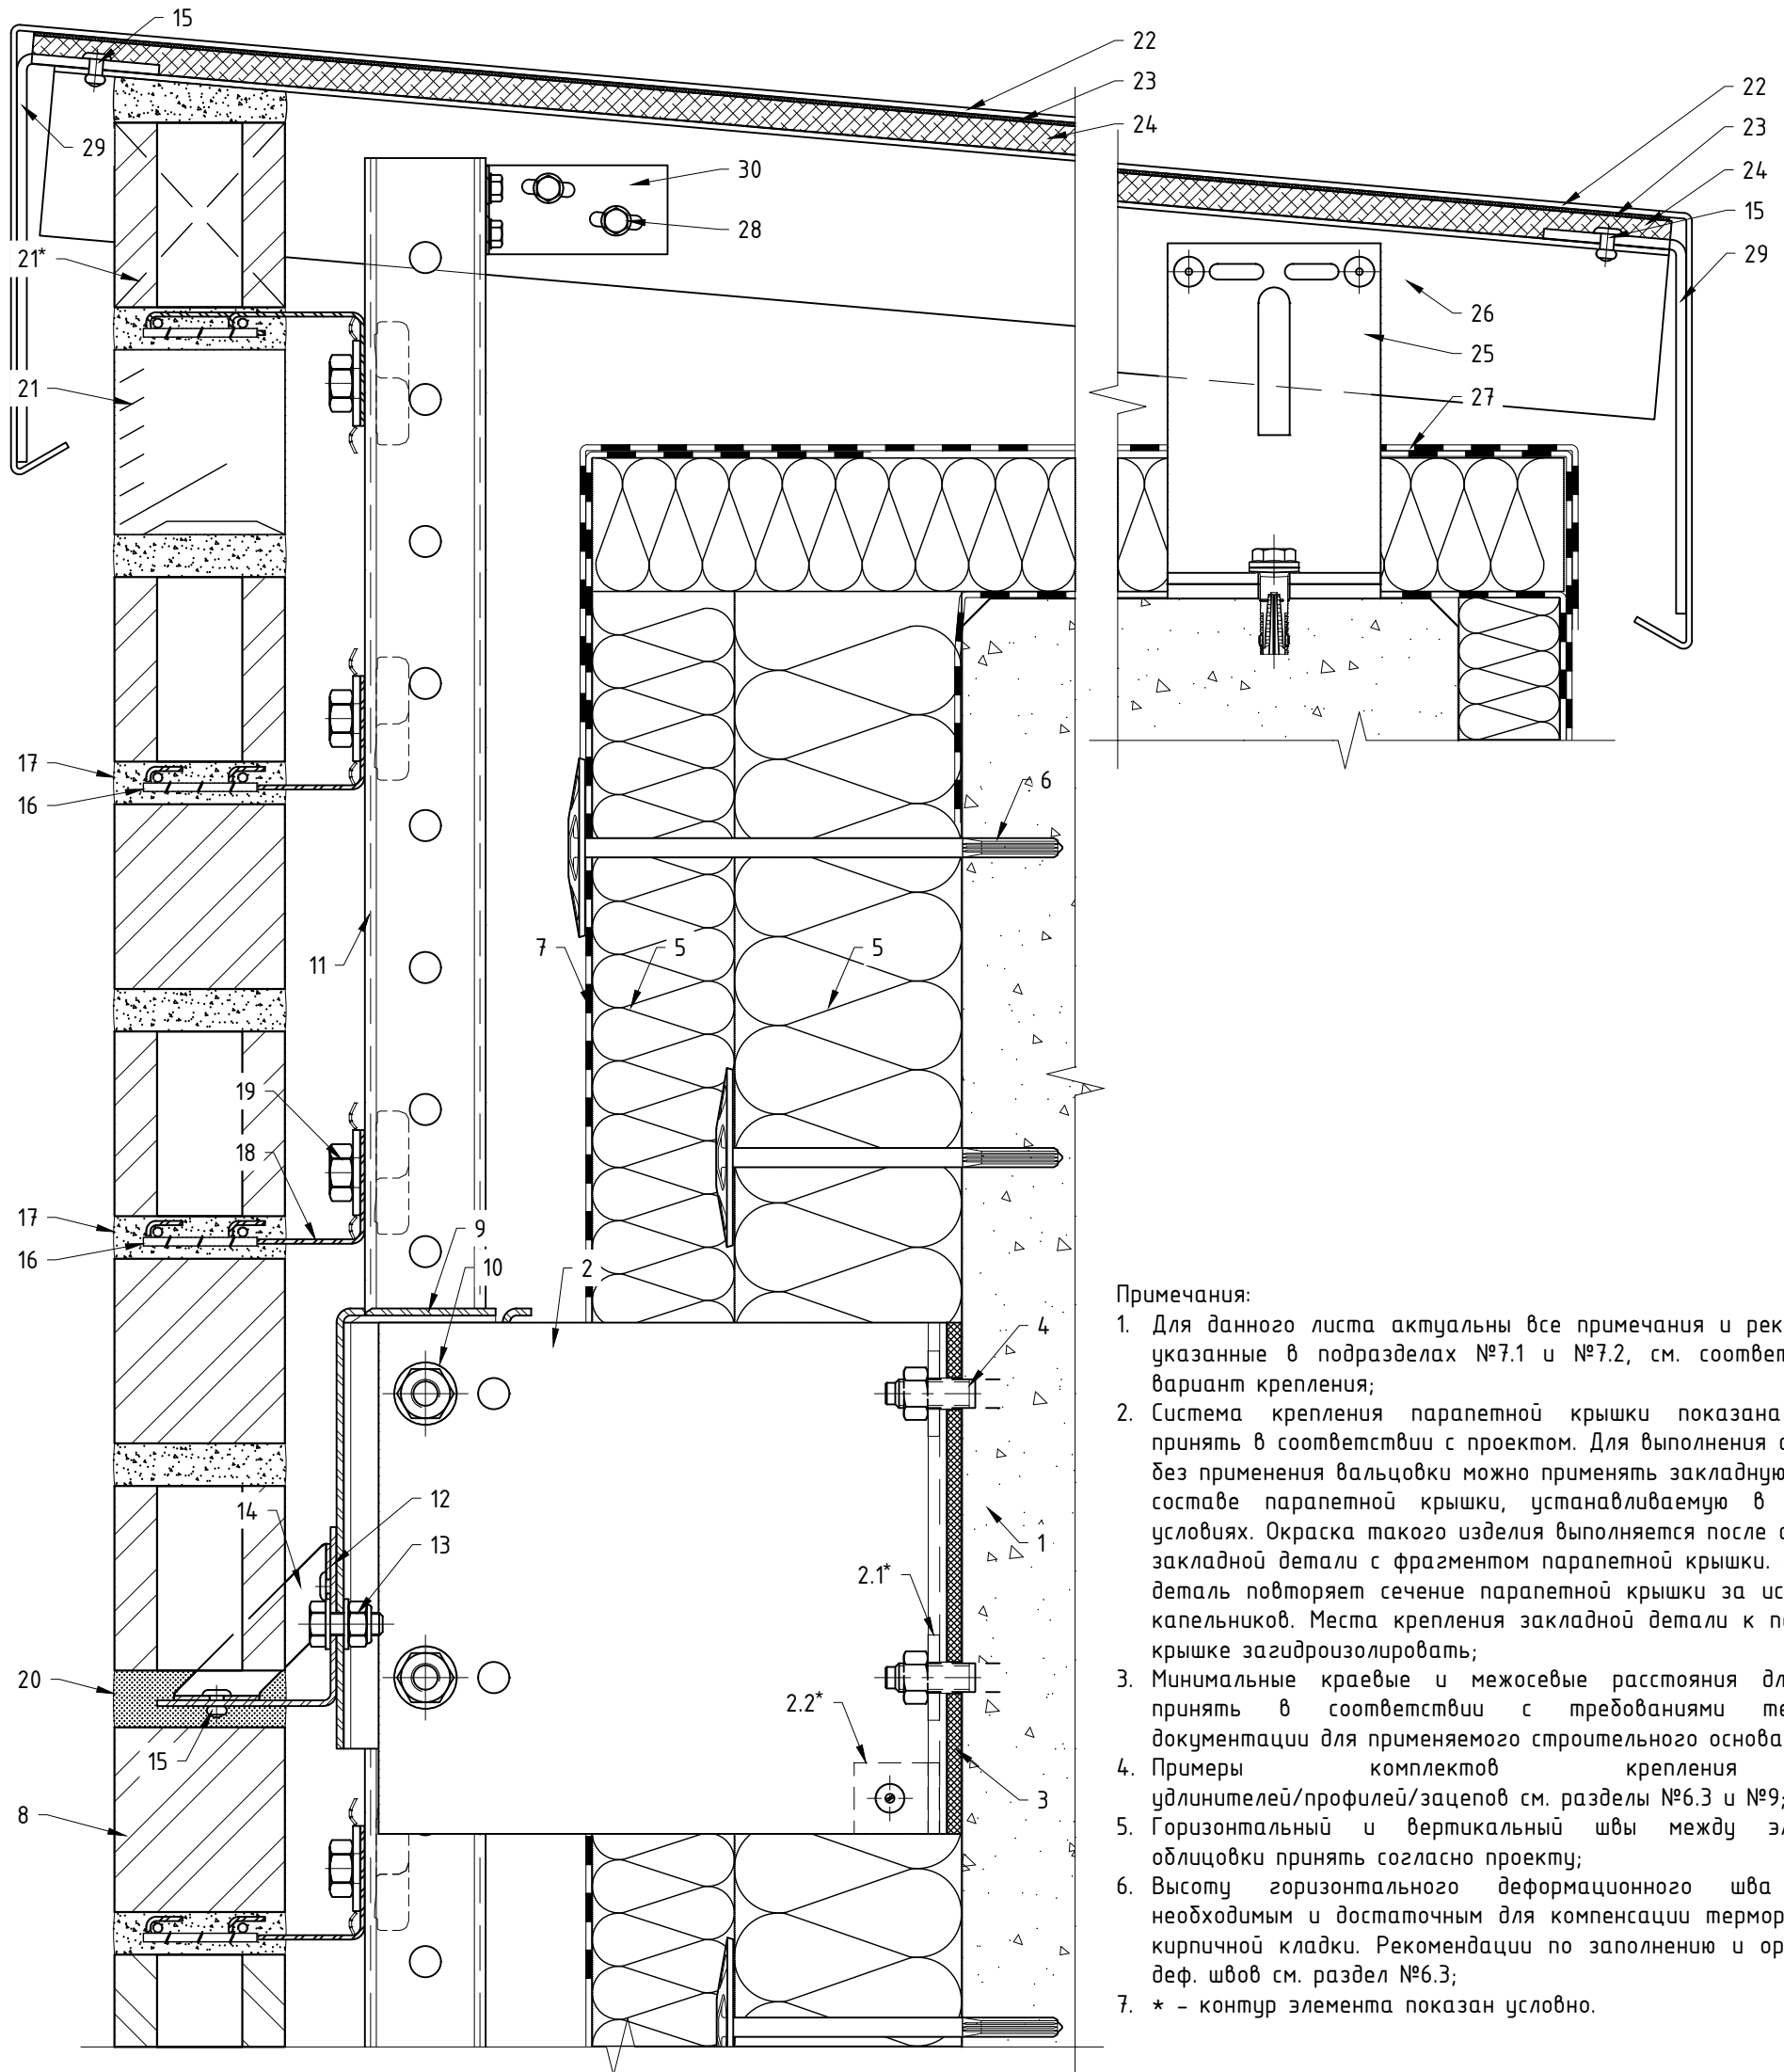 15
22
23
24
22
23
24
15
29
29
30
28
21*
26
25
27
21
17
16
6
7
5
5
11
19
18
17
16
9
10
2
4
14
12
13
1
2.1*
20
2.2*
15
3
8
Примечания:
1. Для данного листа актуальны все примечания и рек
указанные в подразделах №7.1 и №7.2, см. соответ
вариант крепления;
2. Система крепления парапетной крышки показана
принять в соответствии с проектом. Для выполнения
без применения вальцовки можно применять закладную
составе парапетной крышки, устанавливаемую в
условиях. Окраска такого изделия выполняется после
закладной детали с фрагментом парапетной крышки.
деталь повторяет сечение парапетной крышки за ис
капельников. Места крепления закладной детали к п
крышке загидроизолировать;
3. Минимальные краевые и межосевые расстояния дл
принять в соответствии с требованиями те
документации для применяемого строительного основа
4. Примеры комплектов крепления
удлинителей/профилей/зацепов см. разделы №6.3 и №9;
5. Горизонтальный и вертикальный швы между эл
облицовки принять согласно проекту;
6. Высоту горизонтального деформационного шва
необходимым и достаточным для компенсации термор
кирпичной кладки. Рекомендации по заполнению и ор
деф. швов см. раздел №6.3;
7. * - контур элемента показан условно.